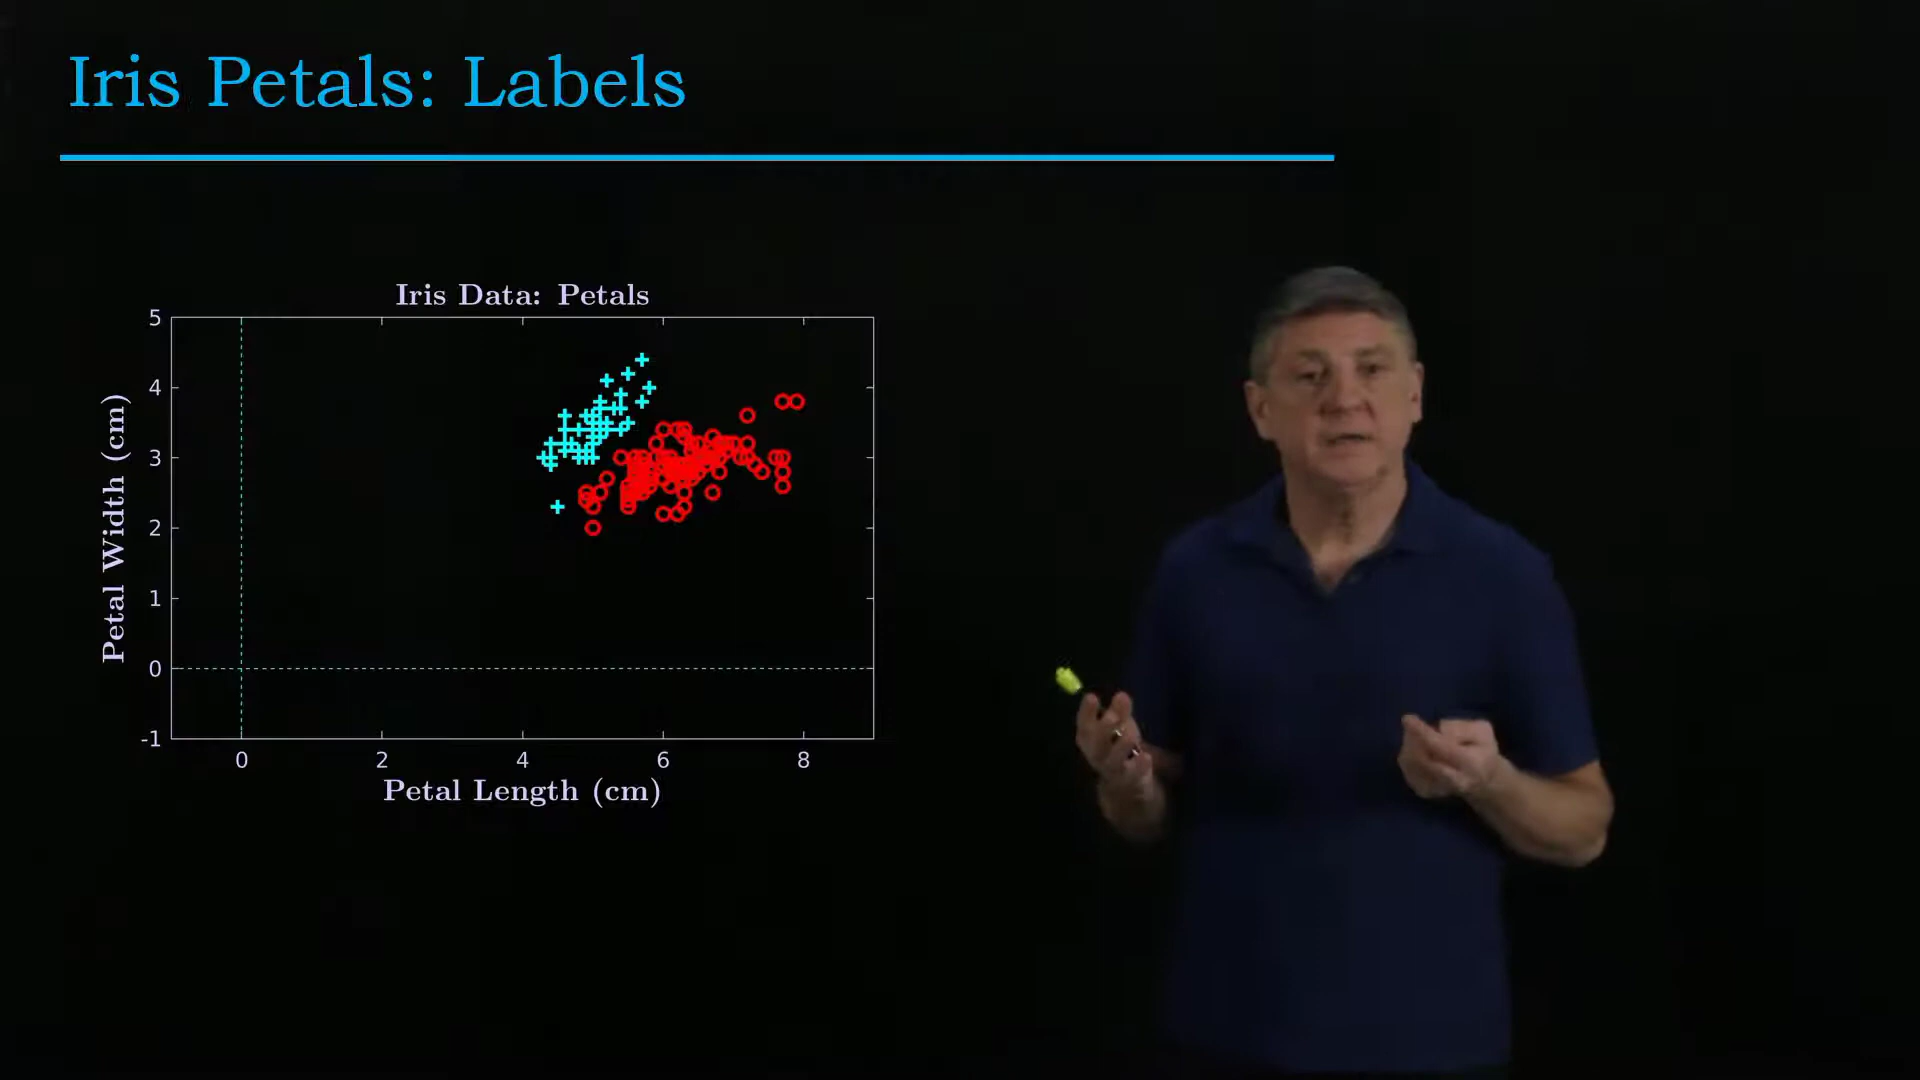 Iris Petals: Labels
Iris Data: Petals
5
4
3
2
1
0
-1
Petal Width (cm)
0 2 4 6 8
Petal Length (cm)